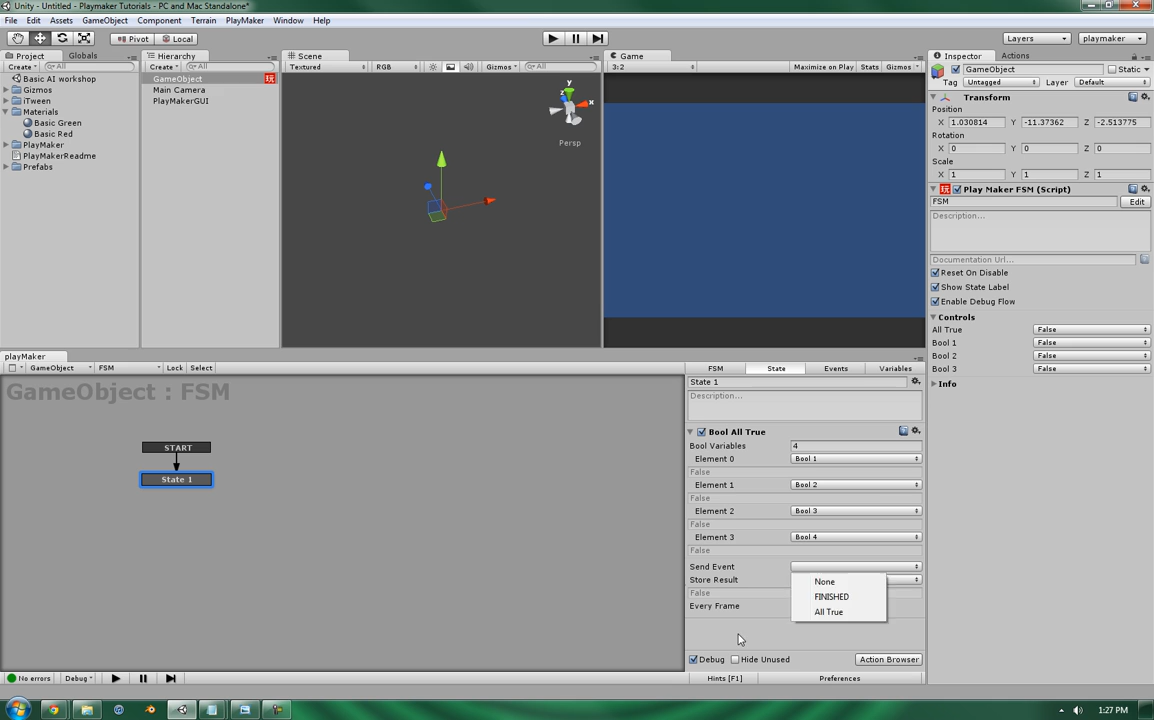 Unity - Untitled - Playmaker Tutorials - PC and Mac Standalone*
File Edit Assets GameObject Component Terrain PlayMaker Window Help
Pivot Local Layers playmaker
Project Globals
Create All
Basic AI workshop
Gizmos
iTween
Materials
Basic Green
Basic Red
PlayMaker
PlayMakerReadme
Prefabs
Hierarchy
Create All
GameObject 玩
Main Camera
PlayMakerGUI
Scene
Textured RGB Gizmos All
y
z
x
Persp
Game
3:2 Maximize on Play Stats Gizmos
Inspector Actions
GameObject Static
Tag Untagged Layer Default
Transform
Position
X 1.030814 Y -11.37362 Z -2.513775
Rotation
X 0 Y 0 Z 0
Scale
X 1 Y 1 Z 1
玩 Play Maker FSM (Script)
FSM Edit
Description...
Documentation Url...
Reset On Disable
Show State Label
Enable Debug Flow
Controls
All True False
Bool 1 False
Bool 2 False
Bool 3 False
Info
playMaker
GameObject FSM Lock Select
GameObject : FSM
START
State 1
FSM State Events Variables
State 1
Description...
Bool All True
Bool Variables 4
Element 0 Bool 1
False
Element 1 Bool 2
False
Element 2 Bool 3
False
Element 3 Bool 4
False
Send Event
Store Result
False
Every Frame
None
FINISHED
All True
Debug Hide Unused Action Browser
No errors Debug Hints [F1] Preferences
1:27 PM